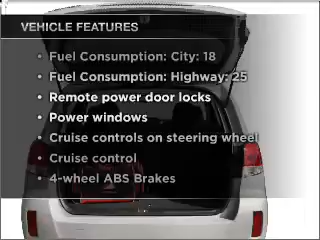 VEHICLE FEATURES
• Fuel Consumption: City: 18
• Fuel Consumption: Highway: 25
• Remote power door locks
• Power windows
• Cruise controls on steering wheel
• Cruise control
• 4-wheel ABS Brakes